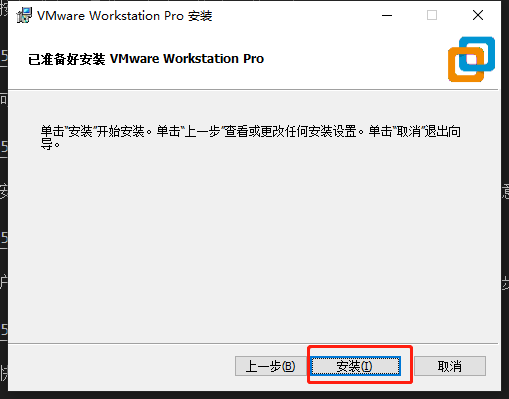 VMware Workstation Pro 安装
已准备好安装 VMware Workstation Pro
单击"安装"开始安装。单击"上一步"查看或更改任何安装设置。单击"取消"退出向
导。
上一步(B)
安装(I)
取消